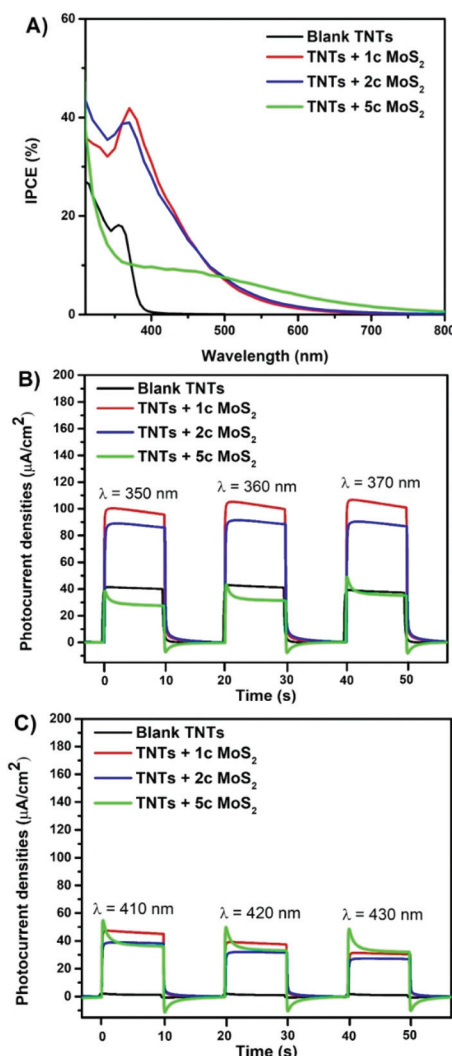 A)
Blank TNTs
TNTs + 1c MoS₂
TNTs + 2c MoS₂
TNTs + 5c MoS₂
IPCE (%)
60
40
20
0
400 500 600 700 800
Wavelength (nm)
B)
Blank TNTs
TNTs + 1c MoS₂
TNTs + 2c MoS₂
TNTs + 5c MoS₂
λ = 350 nm λ = 360 nm λ = 370 nm
Photocurrent densities (μA/cm²)
200
180
160
140
120
100
80
60
40
20
0
0 10 20 30 40 50
Time (s)
C)
Blank TNTs
TNTs + 1c MoS₂
TNTs + 2c MoS₂
TNTs + 5c MoS₂
λ = 410 nm λ = 420 nm λ = 430 nm
Photocurrent densities (μA/cm²)
200
180
160
140
120
100
80
60
40
20
0
0 10 20 30 40 50
Time (s)